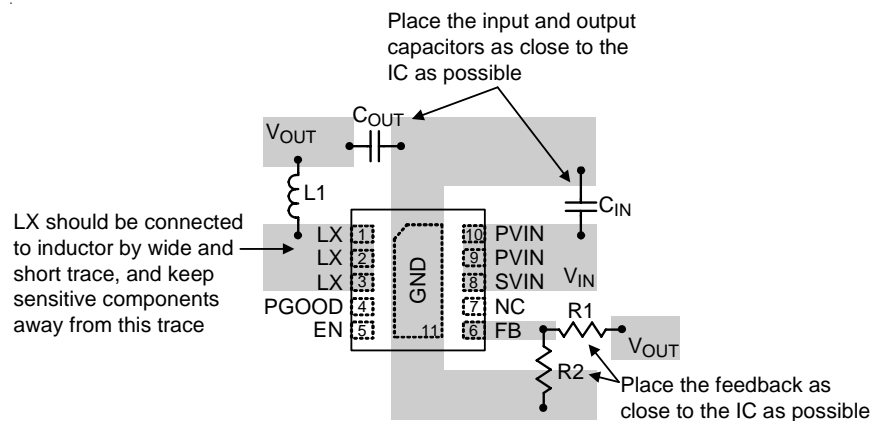 Place the input and output
capacitors as close to the
IC as possible
COUT
VOUT
L1
CIN
LX should be connected
to inductor by wide and
short trace, and keep
sensitive components
away from this trace
LX 1
LX 2
LX 3
PGOOD 4
EN 5
GND
11
10 PVIN
9 PVIN
8 SVIN
7 NC
6 FB
VIN
R1
R2
VOUT
Place the feedback as
close to the IC as possible